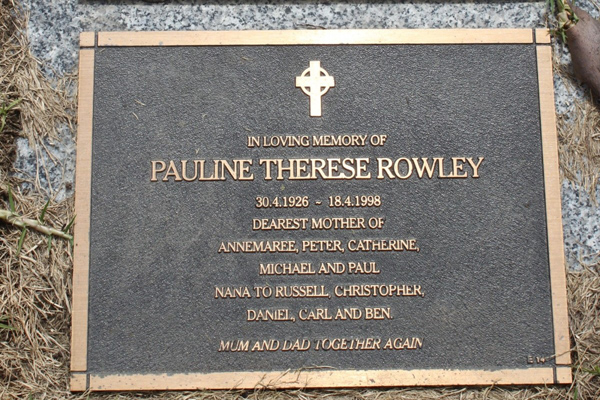 IN LOVING MEMORY OF
PAULINE THERESE ROWLEY
30.4.1926 ~ 18.4.1998
DEAREST MOTHER OF
ANNEMAREE, PETER, CATHERINE,
MICHAEL AND PAUL
NANA TO RUSSELL, CHRISTOPHER,
DANIEL, CARL AND BEN.
MUM AND DAD TOGETHER AGAIN
E 14